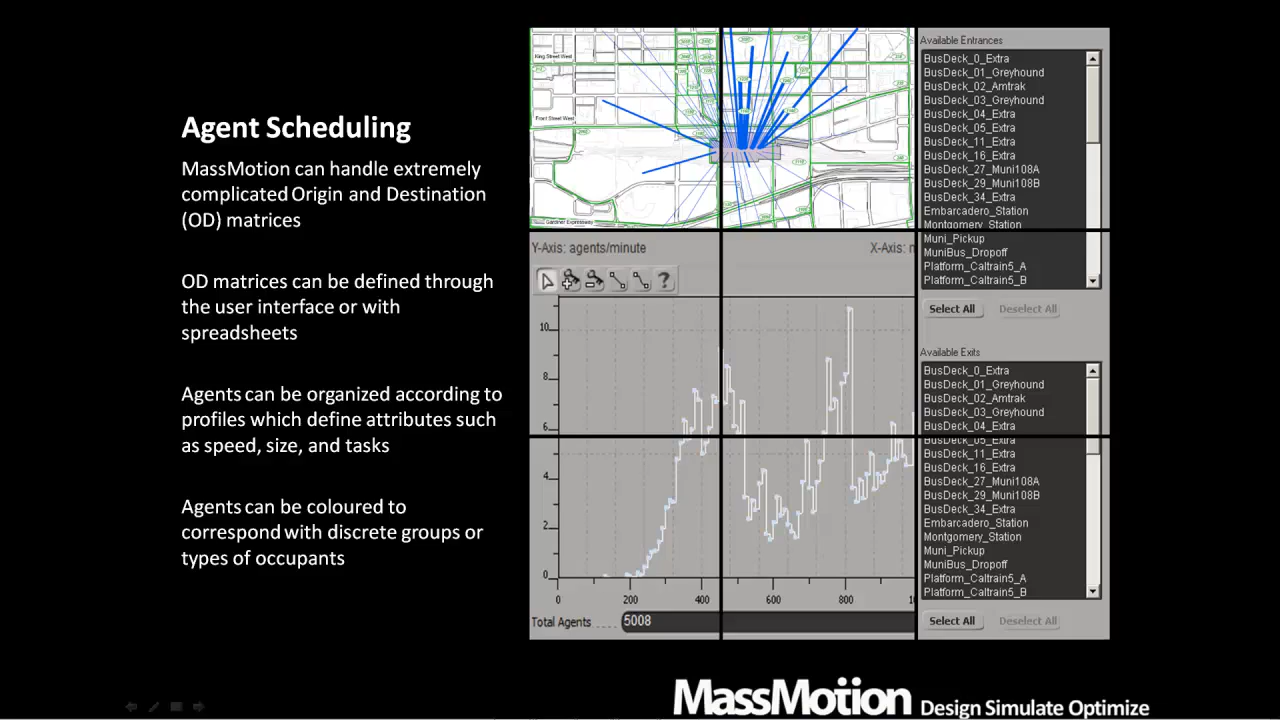 Agent Scheduling
MassMotion can handle extremely
complicated Origin and Destination
(OD) matrices
OD matrices can be defined through
the user interface or with
spreadsheets
Agents can be organized according to
profiles which define attributes such
as speed, size, and tasks
Agents can be coloured to
correspond with discrete groups or
types of occupants
King Street West
Front Street West
Gardiner Expressway
Y-Axis: agents/minute
X-Axis:
10
8
6
4
2
0
0 200 400 600 800
Total Agents 5008
Available Entrances
BusDeck_0_Extra
BusDeck_01_Greyhound
BusDeck_02_Amtrak
BusDeck_03_Greyhound
BusDeck_04_Extra
BusDeck_05_Extra
BusDeck_11_Extra
BusDeck_16_Extra
BusDeck_27_Muni108A
BusDeck_29_Muni108B
BusDeck_34_Extra
Embarcadero_Station
Montgomery_Station
Muni_Pickup
MuniBus_Dropoff
Platform_Caltrain5_A
Platform_Caltrain5_B
Select All Deselect All
Available Exits
BusDeck_0_Extra
BusDeck_01_Greyhound
BusDeck_02_Amtrak
BusDeck_03_Greyhound
BusDeck_04_Extra
BusDeck_05_Extra
BusDeck_11_Extra
BusDeck_16_Extra
BusDeck_27_Muni108A
BusDeck_29_Muni108B
BusDeck_34_Extra
Embarcadero_Station
Montgomery_Station
Muni_Pickup
MuniBus_Dropoff
Platform_Caltrain5_A
Platform_Caltrain5_B
Select All Deselect All
MassMotion Design Simulate Optimize